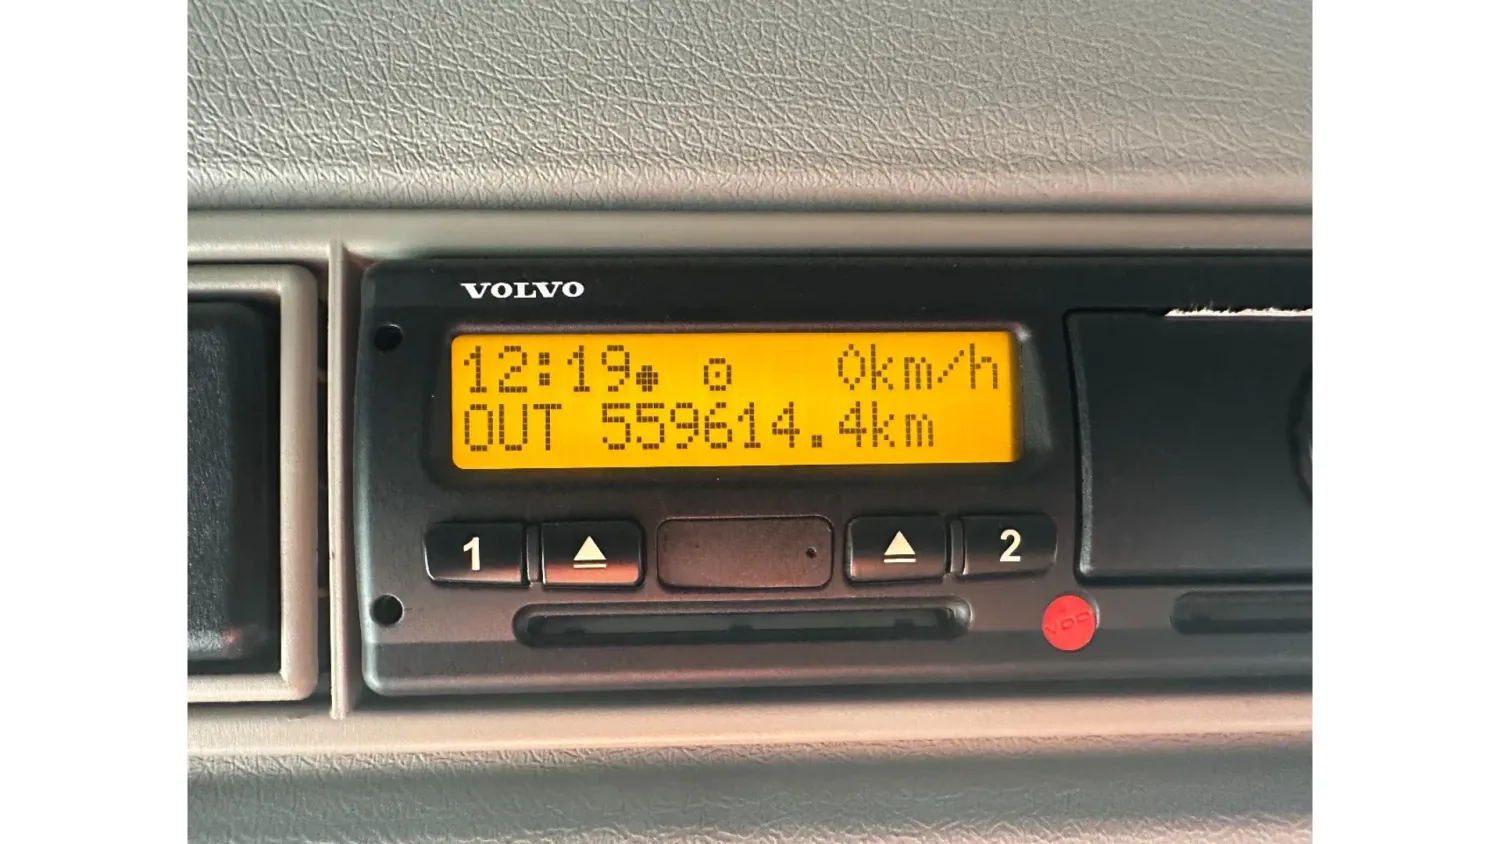 VOLVO
12:19● ⊙ 0km/h
OUT 559614.4km
1 2
VDO